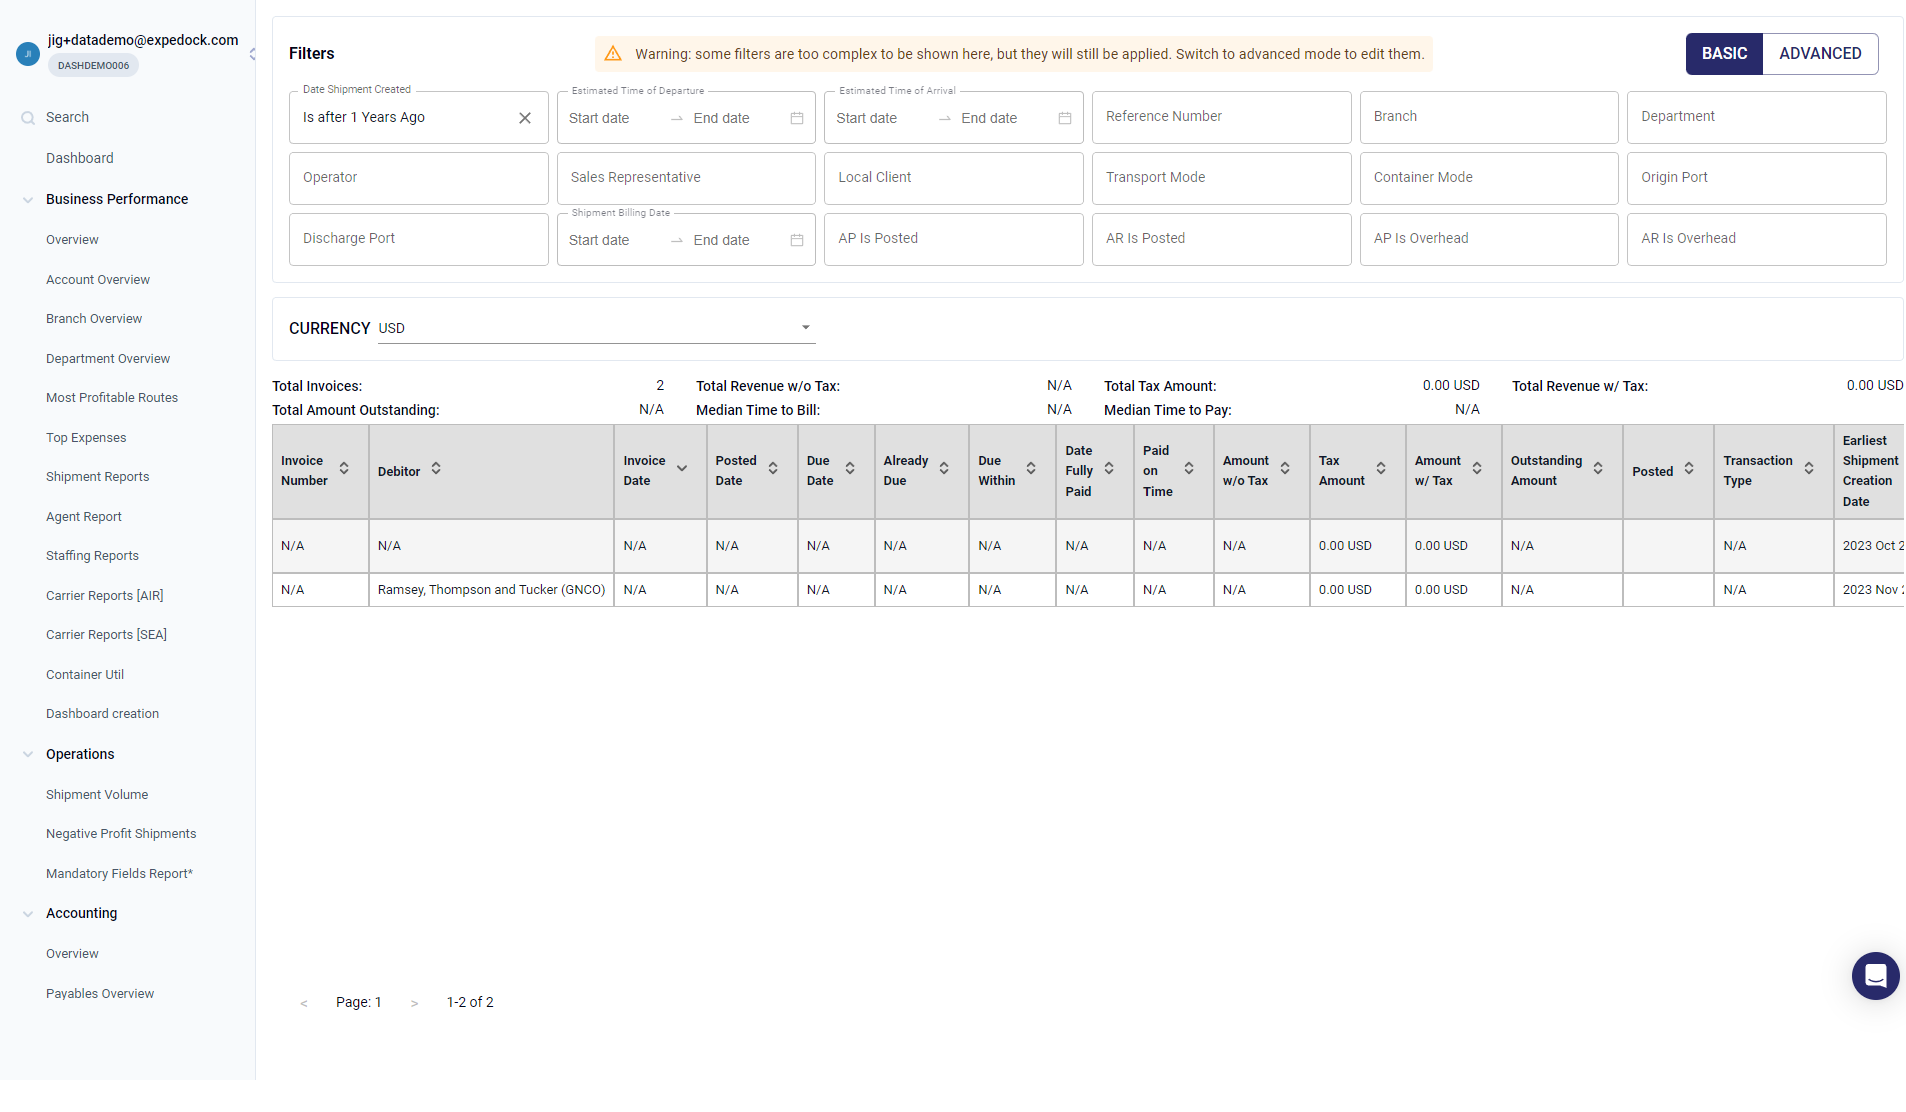 JI
jig+datademo@expedock.com
DASHDEMO006
Search
Dashboard
Business Performance
Overview
Account Overview
Branch Overview
Department Overview
Most Profitable Routes
Top Expenses
Shipment Reports
Agent Report
Staffing Reports
Carrier Reports [AIR]
Carrier Reports [SEA]
Container Util
Dashboard creation
Operations
Shipment Volume
Negative Profit Shipments
Mandatory Fields Report*
Accounting
Overview
Payables Overview
Filters
Warning: some filters are too complex to be shown here, but they will still be applied. Switch to advanced mode to edit them.
BASIC ADVANCED
Date Shipment Created Estimated Time of Departure Estimated Time of Arrival
Is after 1 Years Ago Start date → End date Start date → End date Reference Number Branch Department
Operator Sales Representative Local Client Transport Mode Container Mode Origin Port
Shipment Billing Date
Discharge Port Start date → End date AP Is Posted AR Is Posted AP Is Overhead AR Is Overhead
CURRENCY USD
Total Invoices: 2 Total Revenue w/o Tax: N/A Total Tax Amount: 0.00 USD Total Revenue w/ Tax: 0.00 USD
Total Amount Outstanding: N/A Median Time to Bill: N/A Median Time to Pay: N/A
Invoice Number Debitor Invoice Date Posted Date Due Date Already Due Due Within Date Fully Paid Paid on Time Amount w/o Tax Tax Amount Amount w/ Tax Outstanding Amount Posted Transaction Type Earliest Shipment Creation Date
N/A N/A N/A N/A N/A N/A N/A N/A N/A N/A 0.00 USD 0.00 USD N/A N/A 2023 Oct 2
N/A Ramsey, Thompson and Tucker (GNCO) N/A N/A N/A N/A N/A N/A N/A N/A 0.00 USD 0.00 USD N/A N/A 2023 Nov 2
< Page: 1 > 1-2 of 2